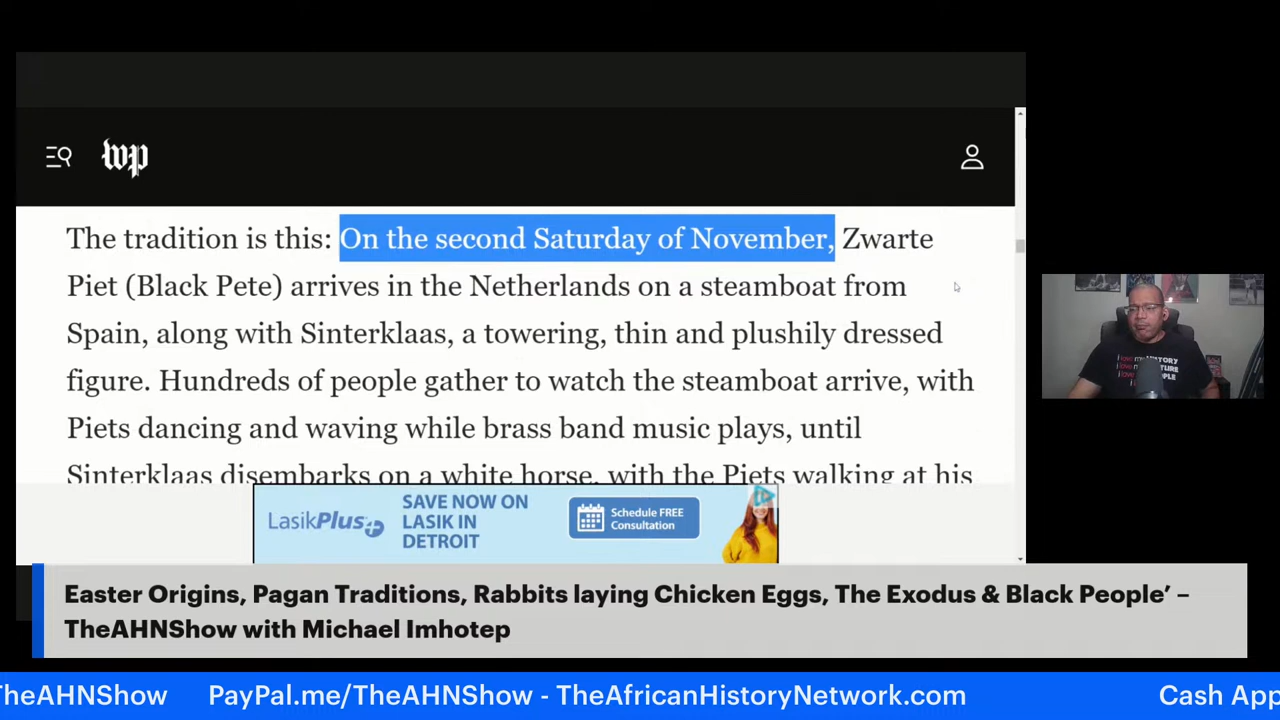 wp
The tradition is this: On the second Saturday of November, Zwarte
Piet (Black Pete) arrives in the Netherlands on a steamboat from
Spain, along with Sinterklaas, a towering, thin and plushily dressed
figure. Hundreds of people gather to watch the steamboat arrive, with
Piets dancing and waving while brass band music plays, until
Sinterklaas disembarks on a white horse, with the Piets walking at his
LasikPlus
SAVE NOW ON
LASIK IN
DETROIT
Schedule FREE
Consultation
Easter Origins, Pagan Traditions, Rabbits laying Chicken Eggs, The Exodus & Black People' –
TheAHNShow with Michael Imhotep
TheAHNShow PayPal.me/TheAHNShow - TheAfricanHistoryNetwork.com Cash App